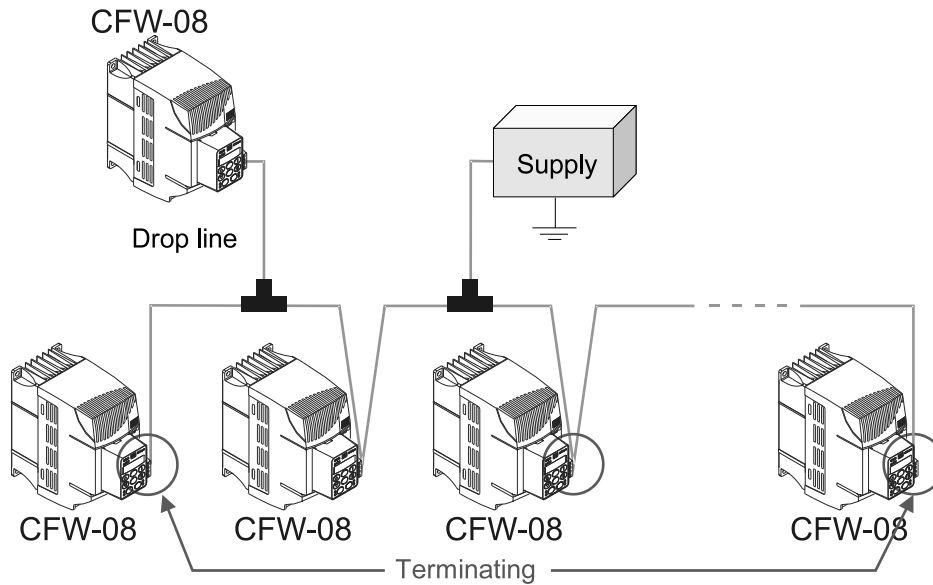 CFW-08
Supply
Drop line
CFW-08
CFW-08
CFW-08
CFW-08
Terminating